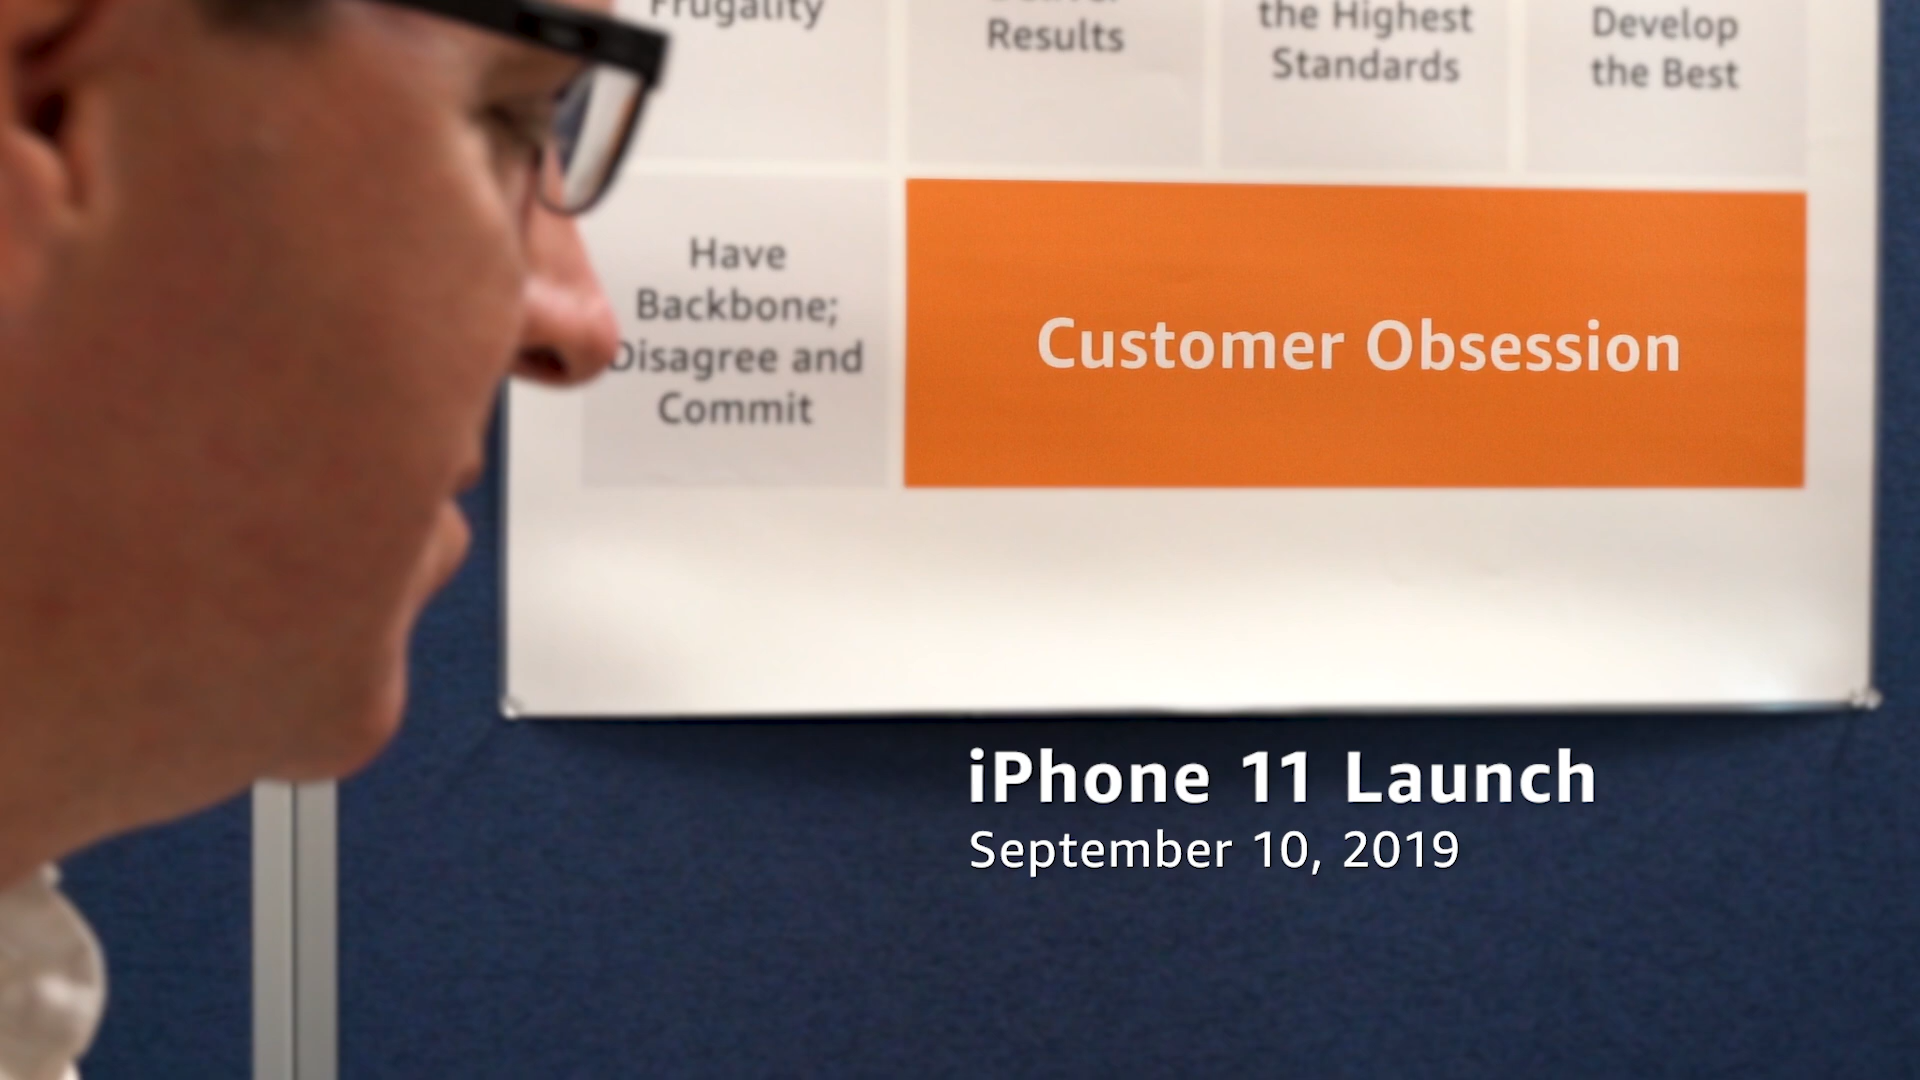 Frugality
Results
the Highest
Standards
Develop
the Best
Have
Backbone;
Disagree and
Commit
Customer Obsession
iPhone 11 Launch
September 10, 2019